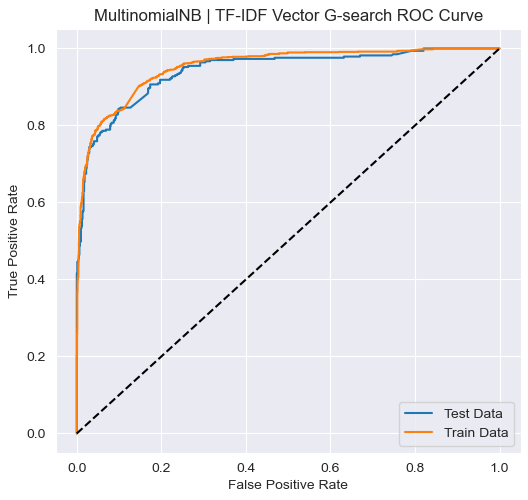 MultinomialNB | TF-IDF Vector G-search ROC Curve
1.0
0.8
0.6
0.4
0.2
0.0
True Positive Rate
0.0 0.2 0.4 0.6 0.8 1.0
False Positive Rate
Test Data
Train Data